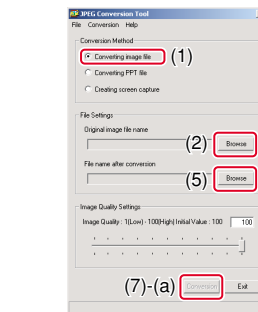 JPEG Conversion Tool
File Conversion Help
Conversion Method
Converting image file (1)
Converting PPT file
Creating screen capture
File Settings
Original image file name
(2) Browse
File name after conversion
(5) Browse
Image Quality Settings
Image Quality : 1(Low) - 100(High) Initial Value : 100 100
(7)-(a) Conversion Exit